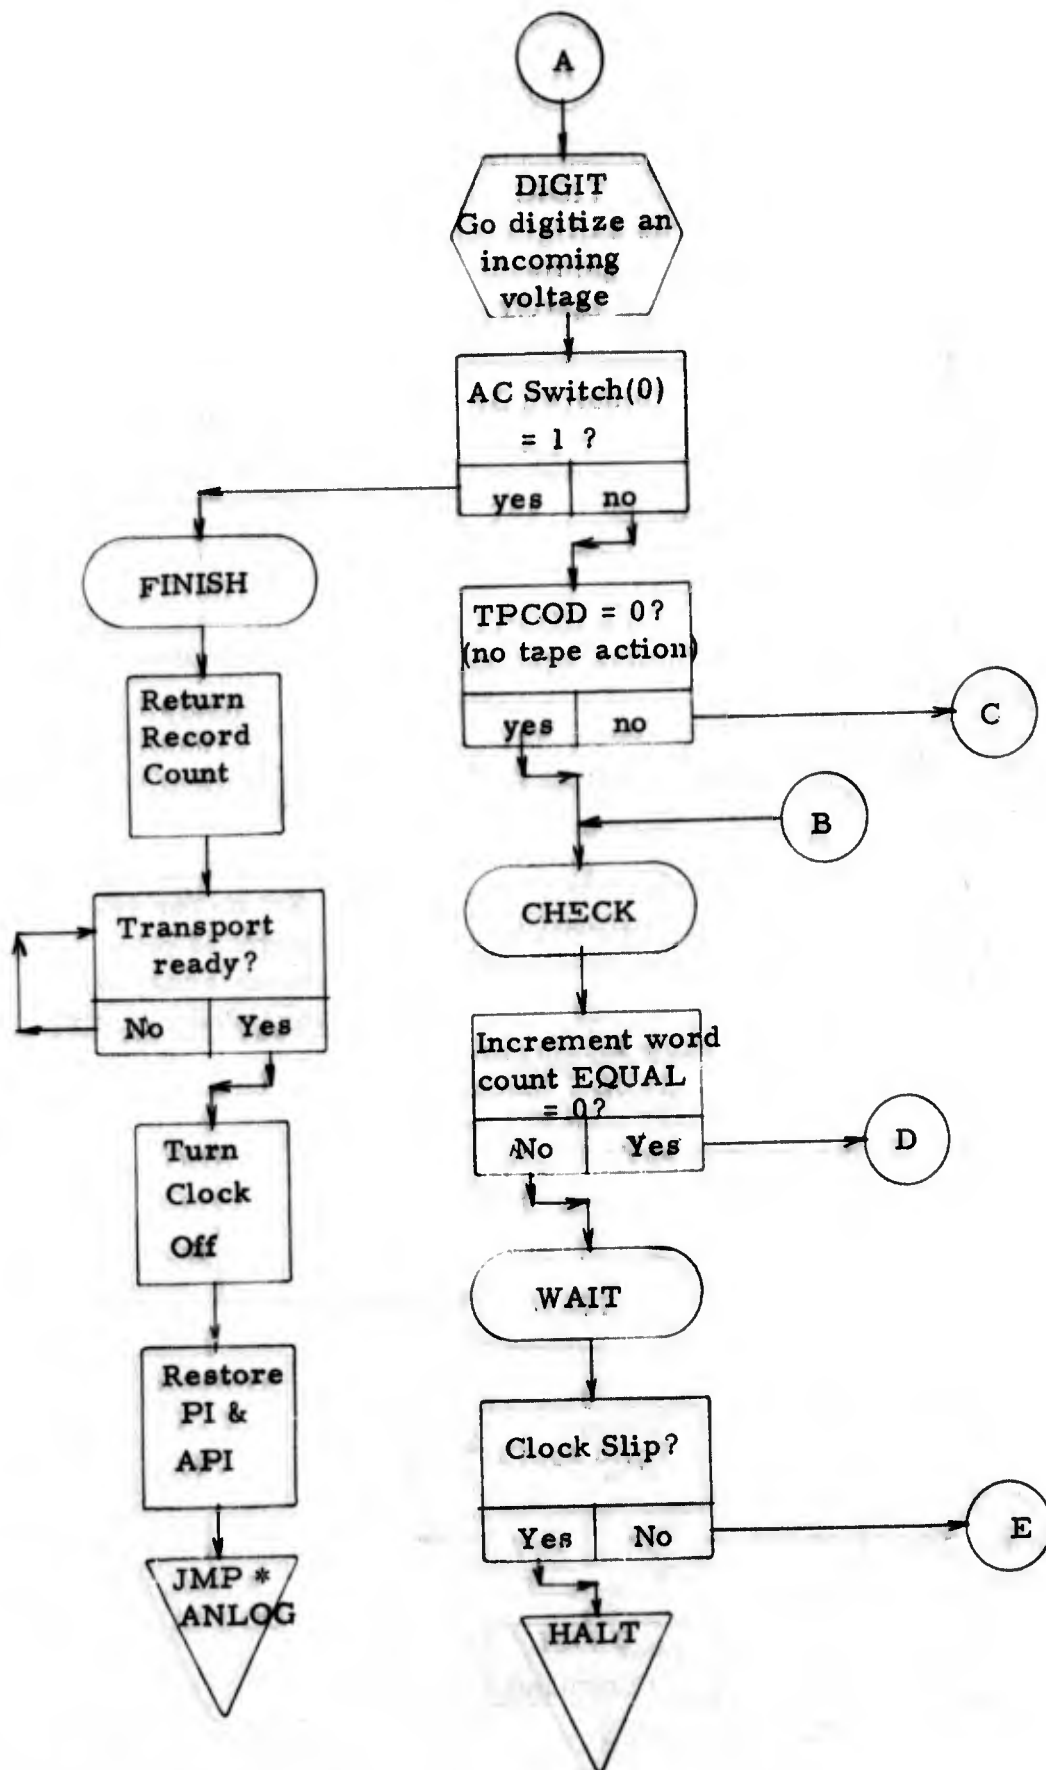 A
DIGIT
Go digitize an
incoming
voltage
AC Switch(0)
= 1 ?
yes no
FINISH
TPCOD = 0?
(no tape action)
yes no
C
Return
Record
Count
B
CHECK
Transport
ready?
No Yes
Increment word
count EQUAL
= 0?
No Yes
D
Turn
Clock
Off
WAIT
Restore
PI &
API
Clock Slip?
Yes No
E
JMP *
ANLOG
HALT